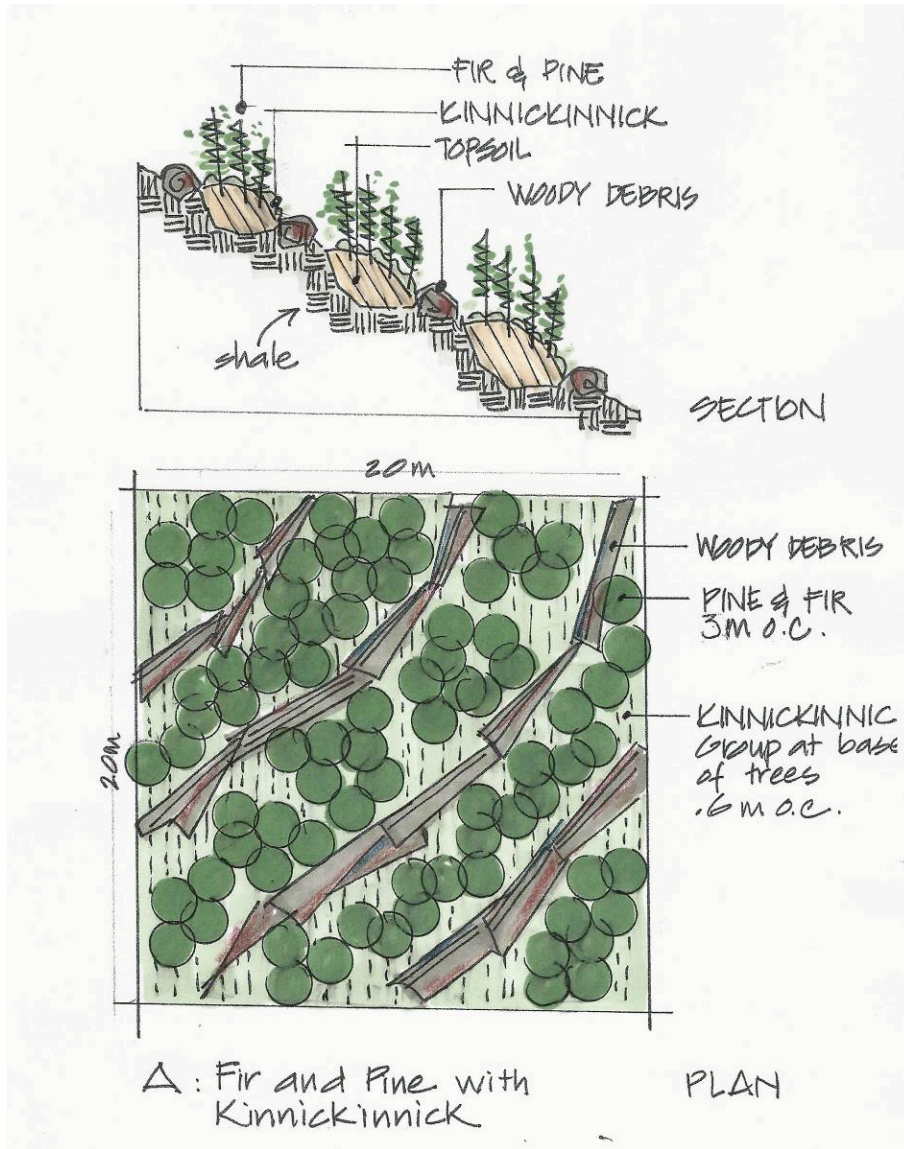 FIR & PINE
KINNICKINNICK
TOPSOIL
WOODY DEBRIS
shale
SECTION
20m
WOODY DEBRIS
PINE & FIR
3M O.C.
20m
KINNICKINNIC
Group at base
of trees
.6 m o.c.
A: Fir and Pine with
Kinnickinnick
PLAN